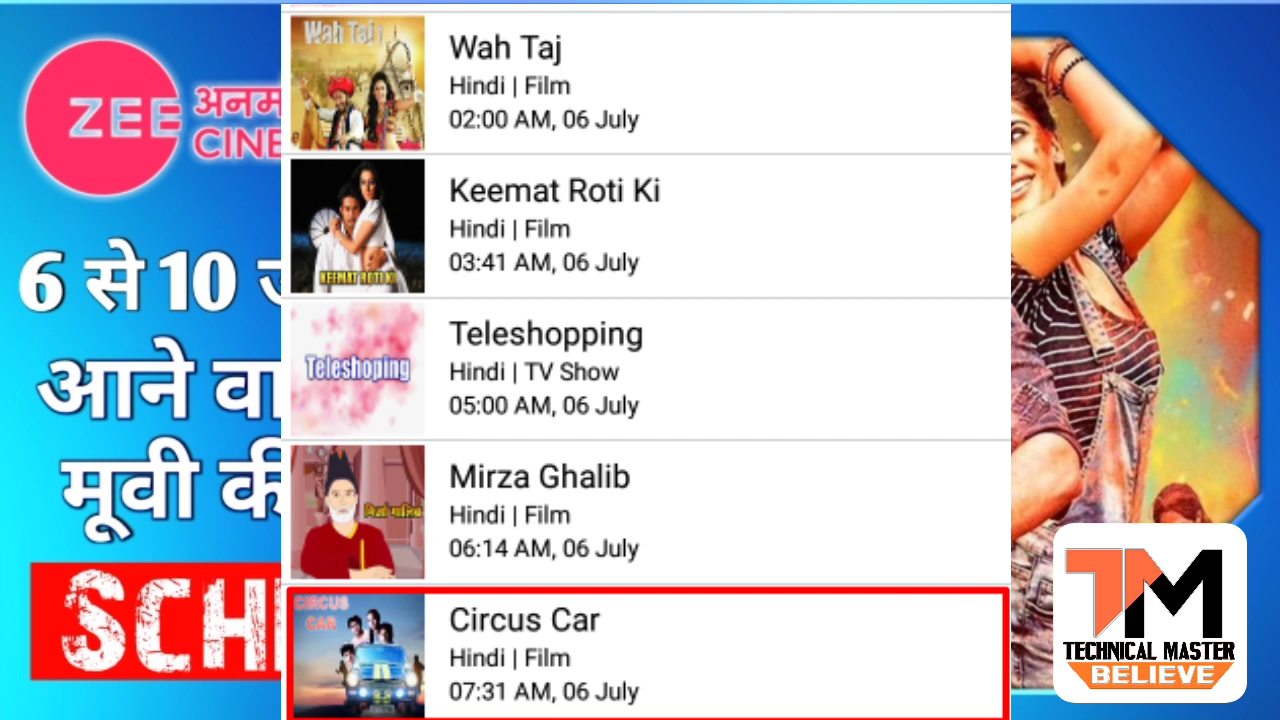 ZEE
अनम
CINE
6 से 10 ज
आने वा
मूवी की
SCH
Wah Taj
Wah Taj
Hindi | Film
02:00 AM, 06 July
KEEMAT ROTI KI
Keemat Roti Ki
Hindi | Film
03:41 AM, 06 July
Teleshoping
Teleshopping
Hindi | TV Show
05:00 AM, 06 July
मिर्ज़ा ग़ालिब
Mirza Ghalib
Hindi | Film
06:14 AM, 06 July
CIRCUS
CAR
Circus Car
Hindi | Film
07:31 AM, 06 July
TM
TECHNICAL MASTER
BELIEVE